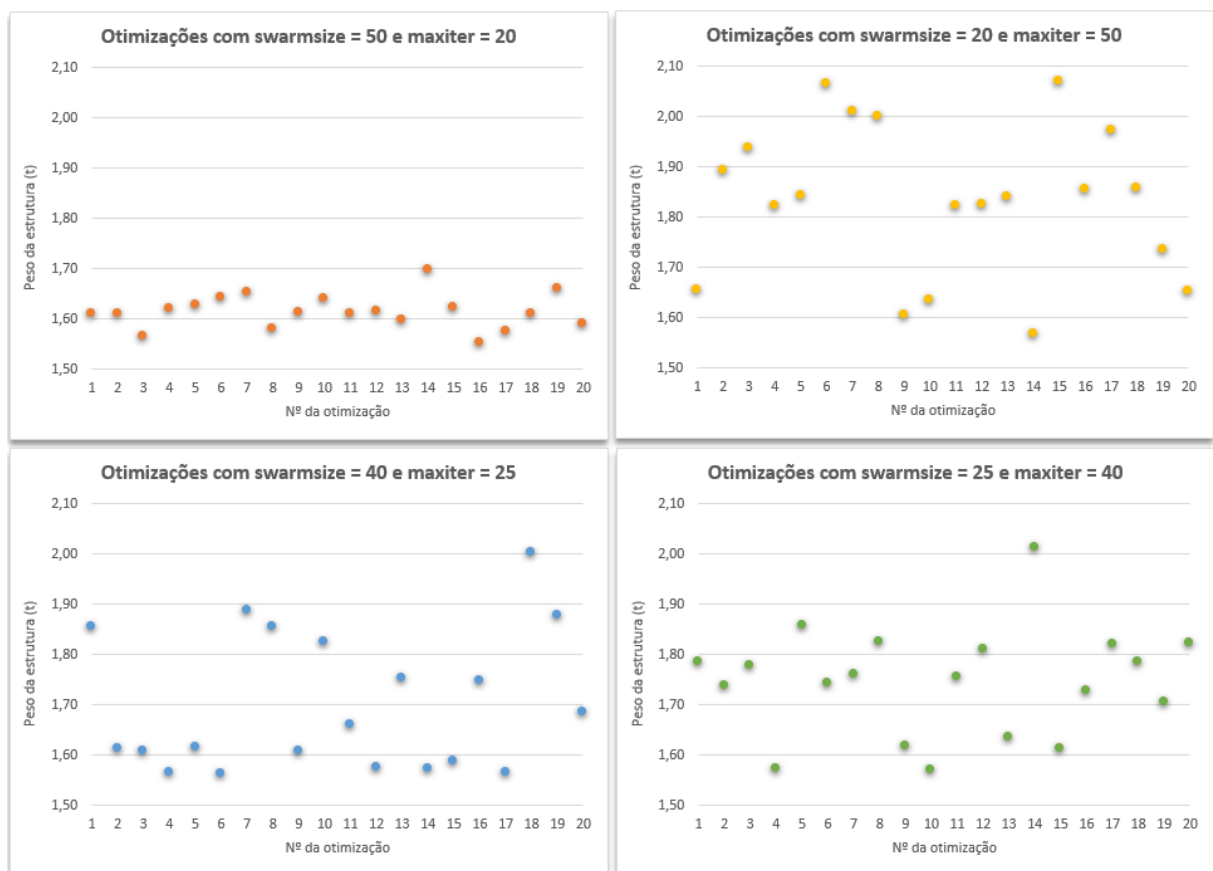 Otimizações com swarmsize = 50 e maxiter = 20
2,10
2,00
1,90
1,80
1,70
1,60
1,50
Peso da estrutura (t)
1 2 3 4 5 6 7 8 9 10 11 12 13 14 15 16 17 18 19 20
Nº da otimização
Otimizações com swarmsize = 20 e maxiter = 50
2,10
2,00
1,90
1,80
1,70
1,60
1,50
Peso da estrutura (t)
1 2 3 4 5 6 7 8 9 10 11 12 13 14 15 16 17 18 19 20
Nº da otimização
Otimizações com swarmsize = 40 e maxiter = 25
2,10
2,00
1,90
1,80
1,70
1,60
1,50
Peso da estrutura (t)
1 2 3 4 5 6 7 8 9 10 11 12 13 14 15 16 17 18 19 20
Nº da otimização
Otimizações com swarmsize = 25 e maxiter = 40
2,10
2,00
1,90
1,80
1,70
1,60
1,50
Peso da estrutura (t)
1 2 3 4 5 6 7 8 9 10 11 12 13 14 15 16 17 18 19 20
Nº da otimização